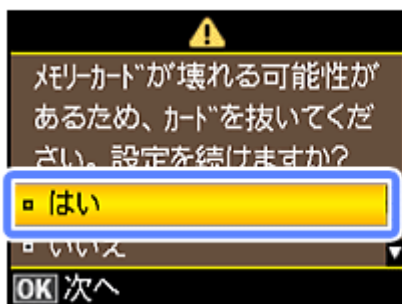 ﾒﾓﾘｰｶｰﾄﾞが壊れる可能性が
あるため、ｶｰﾄﾞを抜いてくだ
さい。設定を続けますか?
はい
いいえ
OK 次へ